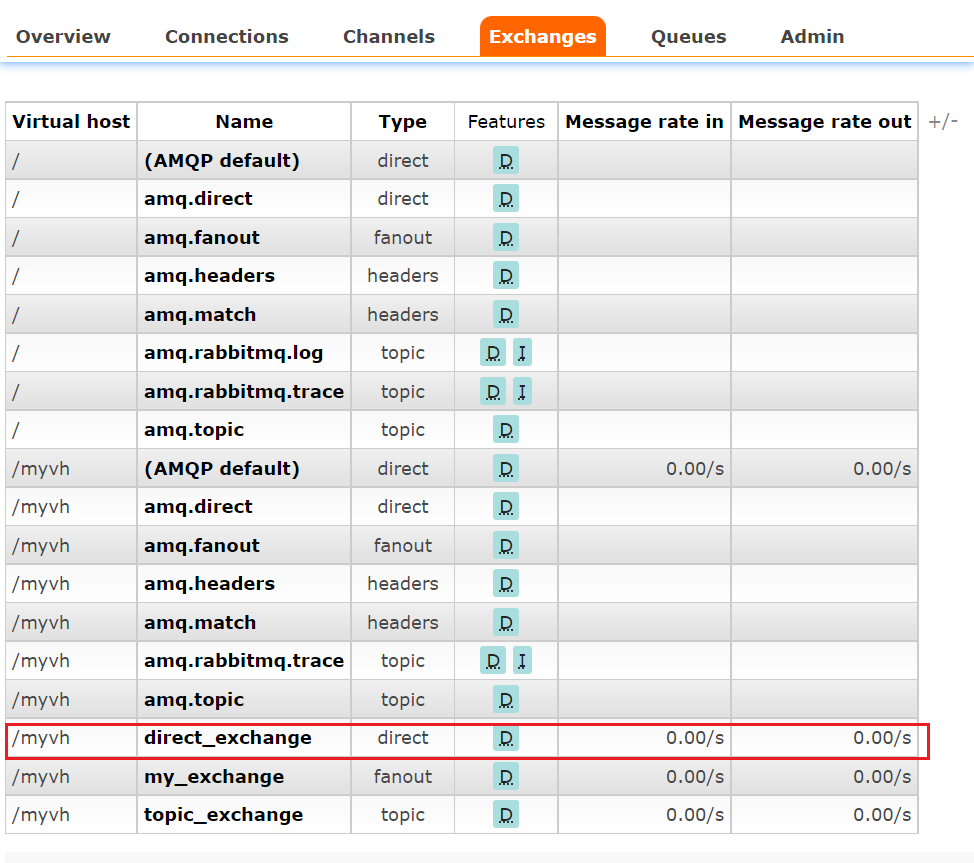 Overview Connections Channels Exchanges Queues Admin
Virtual host Name Type Features Message rate in Message rate out +/-
/ (AMQP default) direct D
/ amq.direct direct D
/ amq.fanout fanout D
/ amq.headers headers D
/ amq.match headers D
/ amq.rabbitmq.log topic D I
/ amq.rabbitmq.trace topic D I
/ amq.topic topic D
/myvh (AMQP default) direct D 0.00/s 0.00/s
/myvh amq.direct direct D
/myvh amq.fanout fanout D
/myvh amq.headers headers D
/myvh amq.match headers D
/myvh amq.rabbitmq.trace topic D I
/myvh amq.topic topic D
/myvh direct_exchange direct D 0.00/s 0.00/s
/myvh my_exchange fanout D 0.00/s 0.00/s
/myvh topic_exchange topic D 0.00/s 0.00/s